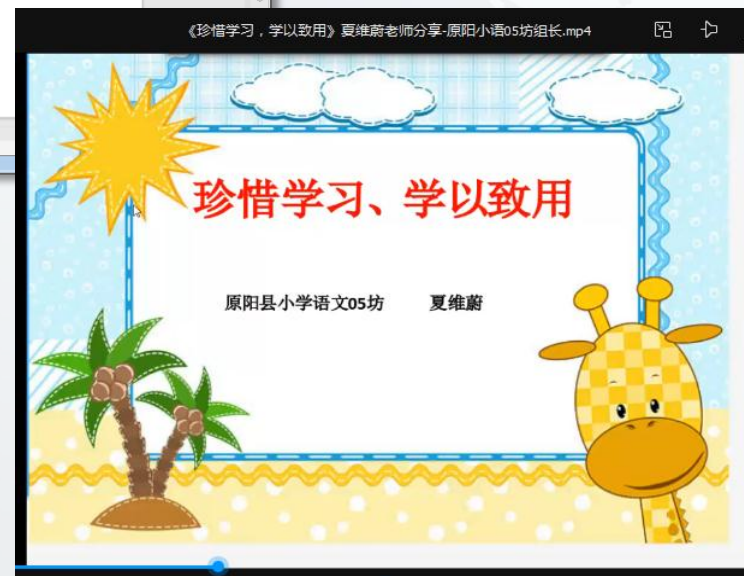 《珍惜学习，学以致用》夏维蔚老师分享-原阳小语05坊组长.mp4
珍惜学习、学以致用
原阳县小学语文05坊 夏维蔚